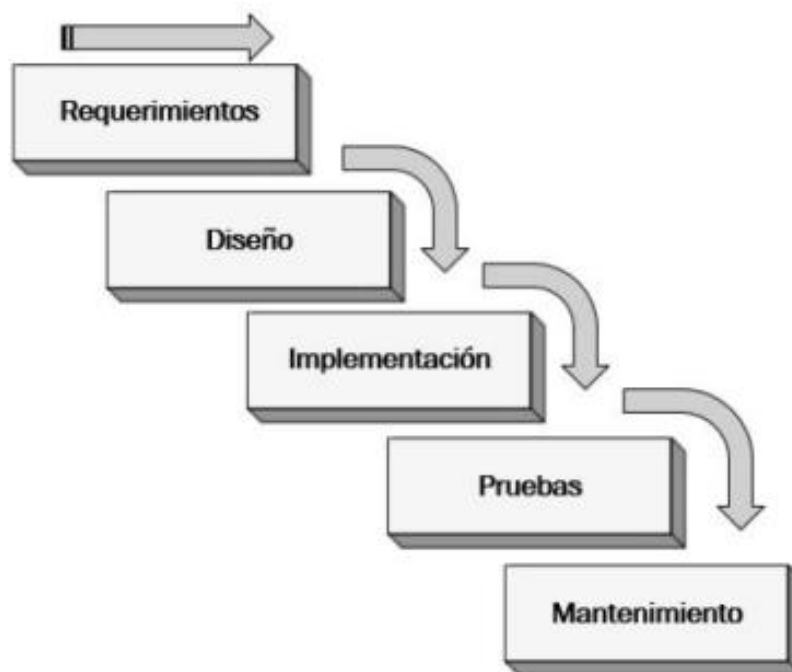 Requerimientos
Diseño
Implementación
Pruebas
Mantenimiento